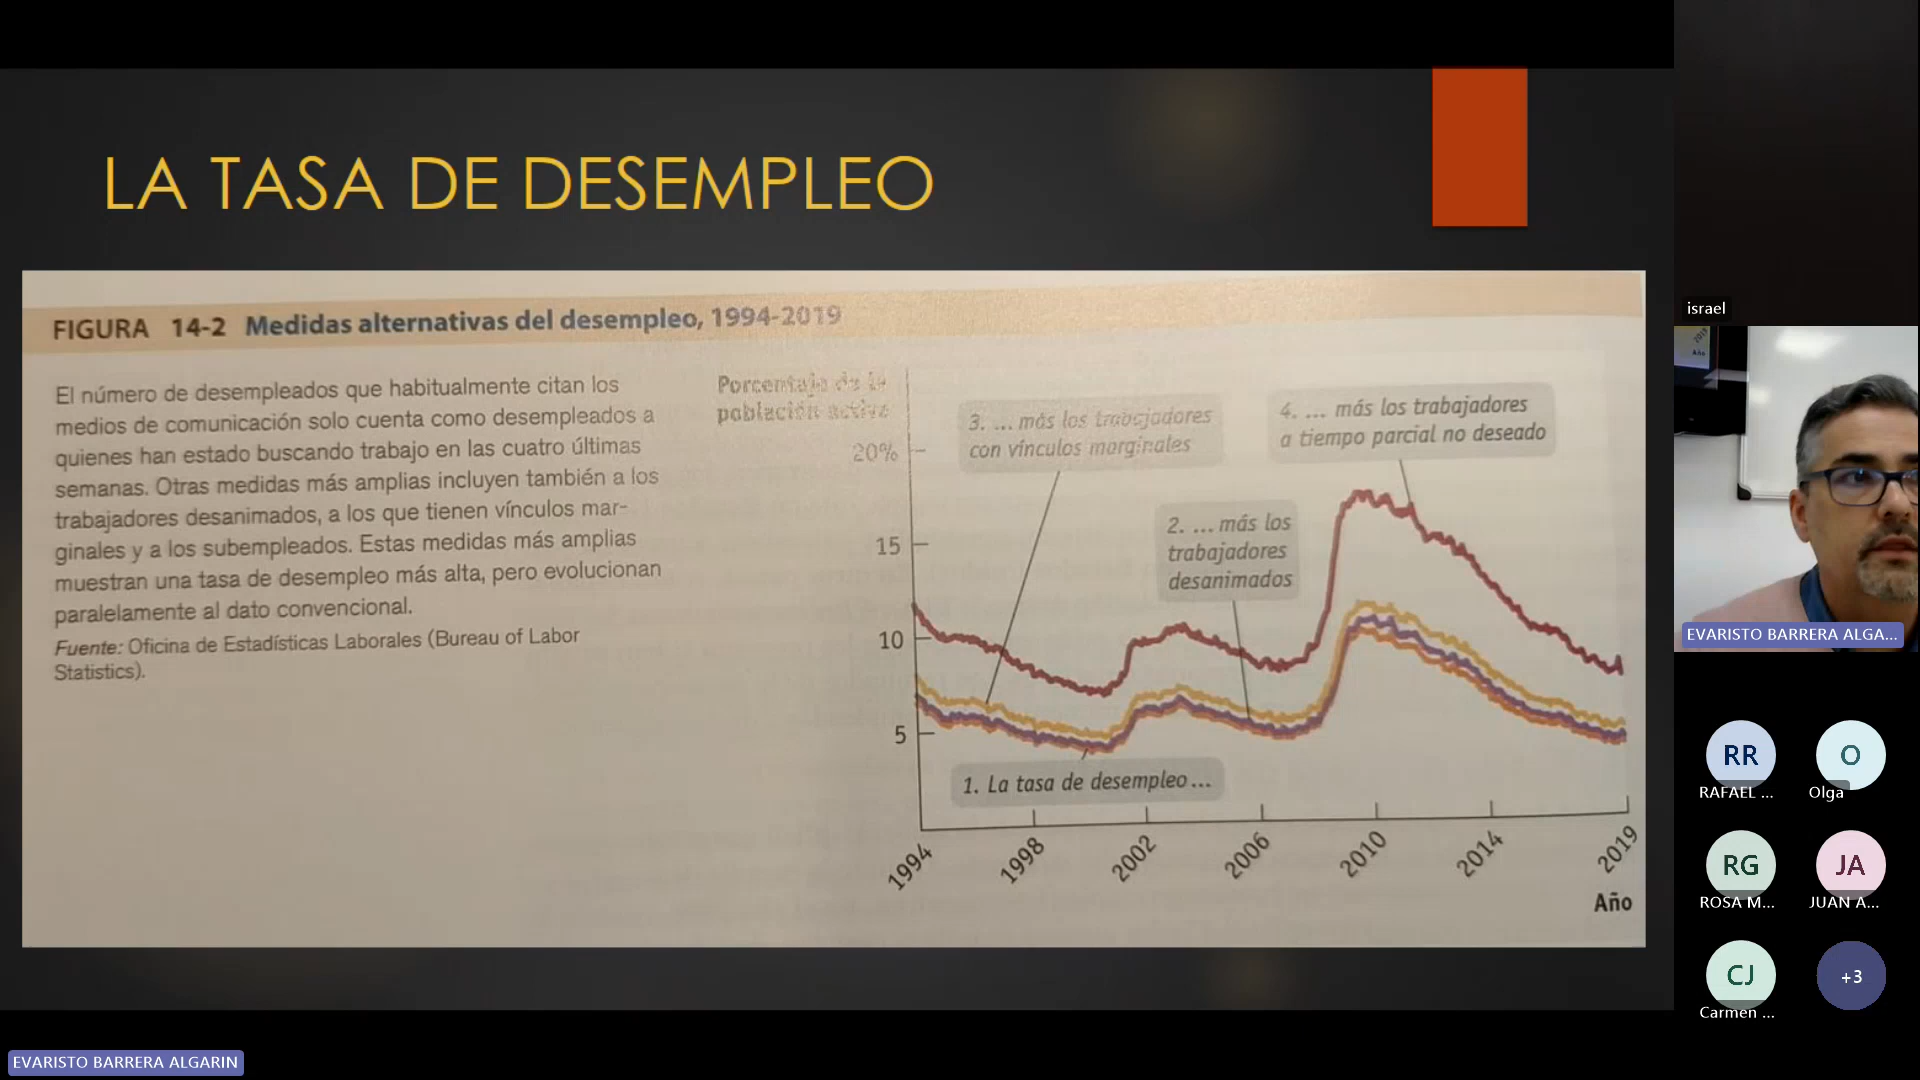 LA TASA DE DESEMPLEO
FIGURA 14-2 Medidas alternativas del desempleo, 1994-2019
El número de desempleados que habitualmente citan los
medios de comunicación solo cuenta como desempleados a
quienes han estado buscando trabajo en las cuatro últimas
semanas. Otras medidas más amplias incluyen también a los
trabajadores desanimados, a los que tienen vínculos mar-
ginales y a los subempleados. Estas medidas más amplias
muestran una tasa de desempleo más alta, pero evolucionan
paralelamente al dato convencional.
Fuente: Oficina de Estadísticas Laborales (Bureau of Labor
Statistics).
Porcentaje de la
población activa
20%
15
10
5
3. ... más los trabajadores
con vínculos marginales
4. ... más los trabajadores
a tiempo parcial no deseado
2. ... más los
trabajadores
desanimados
1. La tasa de desempleo ...
1994
1998
2002
2006
2010
2014
2019
Año
israel
2019
Año
EVARISTO BARRERA ALGA...
RR
RAFAEL ...
O
Olga
RG
ROSA M...
JA
JUAN A...
CJ
Carmen ...
+3
EVARISTO BARRERA ALGARIN